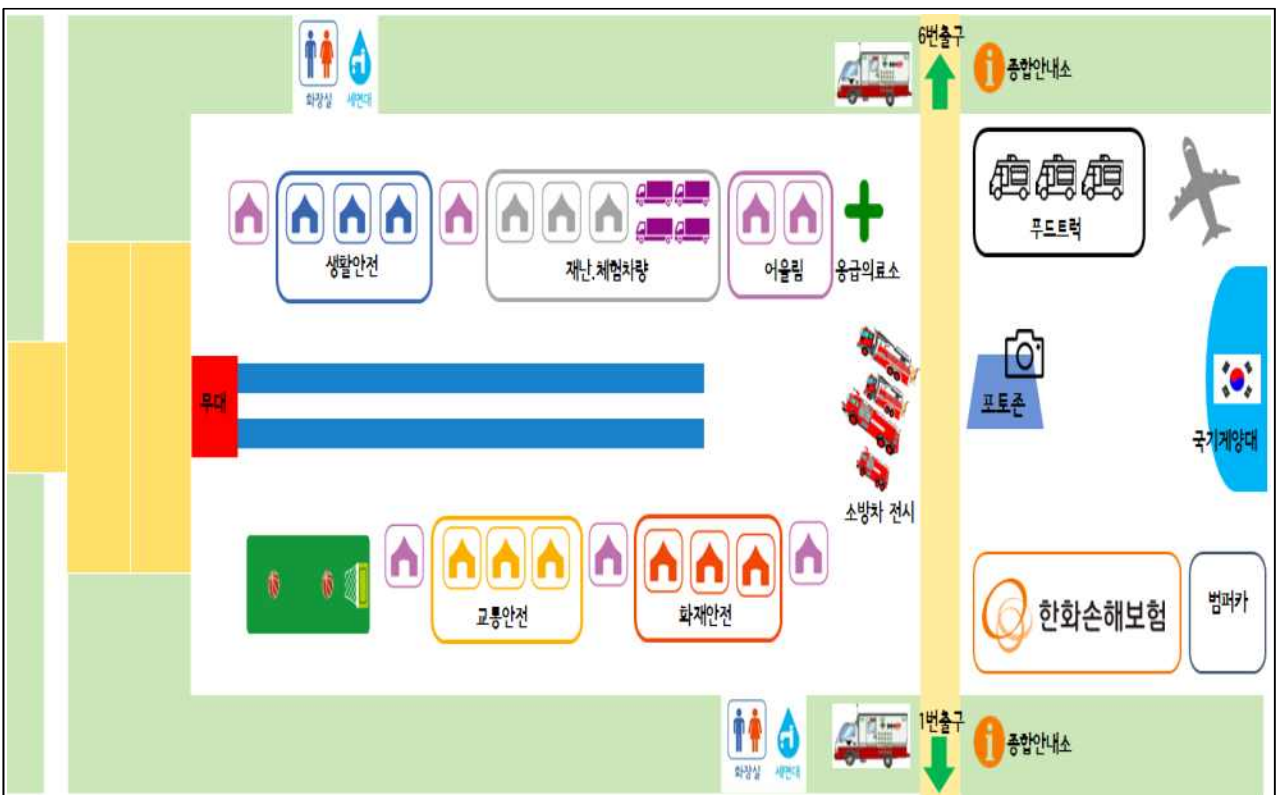 6번출구
종합안내소
화장실
세면대
푸드트럭
생활안전
재난.체험차량
어울림
응급의료소
무대
포토존
국기게양대
소방차 전시
교통안전
화재안전
한화손해보험
범퍼카
1번출구
종합안내소
화장실
세면대